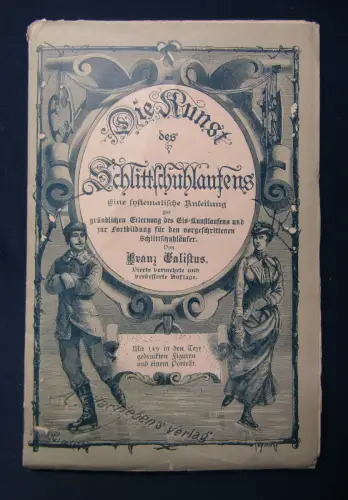 Die Kunst
des
Schlittschuhlaufens
Eine systematische Anleitung
zur
gründlichen Erlernung des Eis-Kunstlaufens und
zur Fortbildung für den vorgeschrittenen
Schlittschuhläufer.
Von
Franz Calistus.
Vierte vermehrte und
verbesserte Auflage.
Mit 149 in den Text
gedruckten Figuren
und einem Porträt.
Verlag.